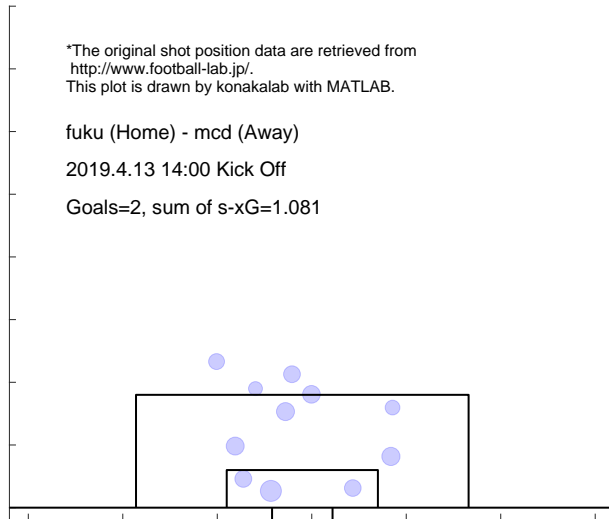 *The original shot position data are retrieved from
http://www.football-lab.jp/.
This plot is drawn by konakalab with MATLAB.
fuku (Home) - mcd (Away)
2019.4.13 14:00 Kick Off
Goals=2, sum of s-xG=1.081